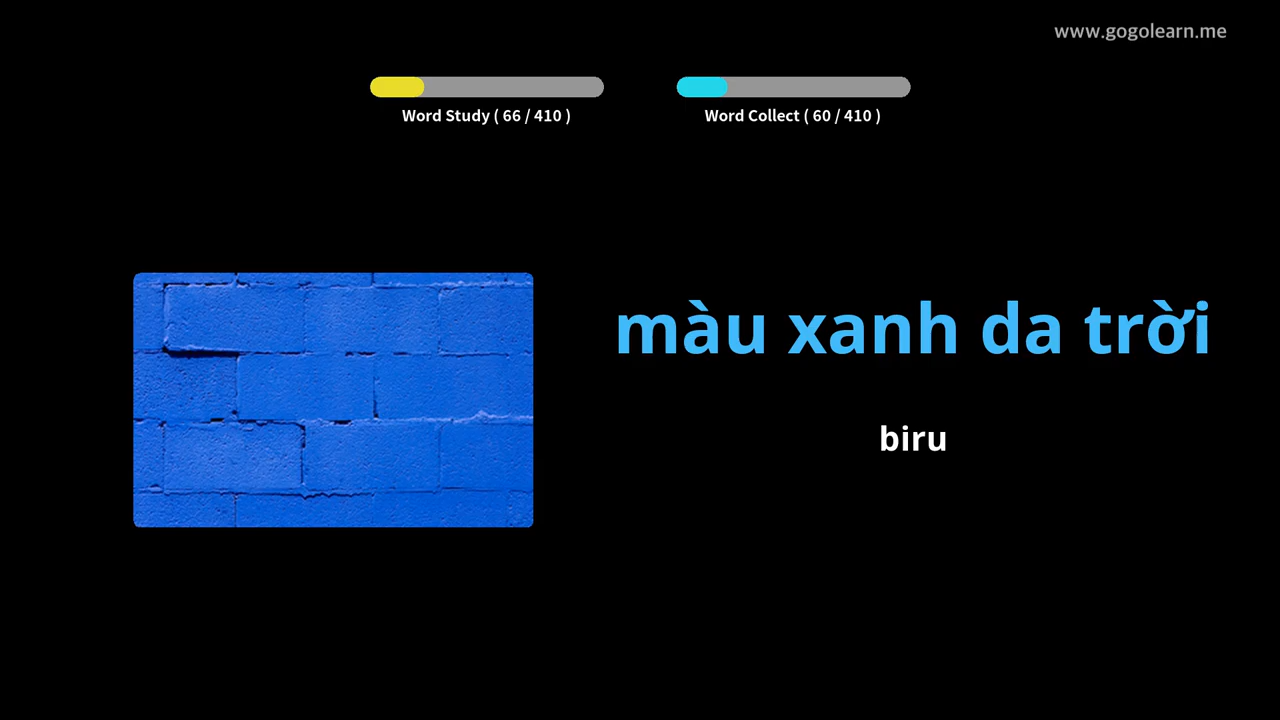 www.gogolearn.me
Word Study ( 66 / 410 )
Word Collect ( 60 / 410 )
màu xanh da trời
biru